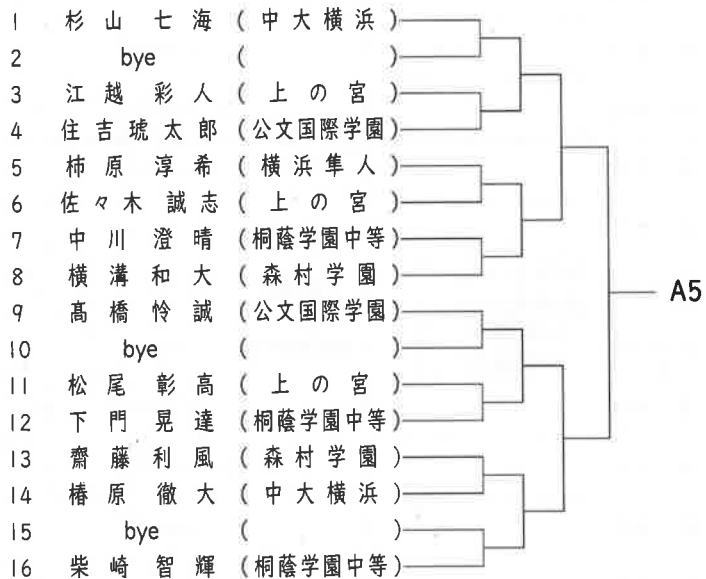 1 杉山 七海 (中大横浜)
2 bye ( )
3 江越 彩人 (上の宮)
4 住吉琥太郎 (公文国際学園)
5 柿原 淳希 (横浜隼人)
6 佐々木 誠志 (上の宮)
7 中川 澄晴 (桐蔭学園中等)
8 横溝 和大 (森村学園)
9 髙橋 怜誠 (公文国際学園)
10 bye ( )
11 松尾 彰高 (上の宮)
12 下門 晃達 (桐蔭学園中等)
13 齋藤 利風 (森村学園)
14 椿原 徹大 (中大横浜)
15 bye ( )
16 柴崎 智輝 (桐蔭学園中等)
A5